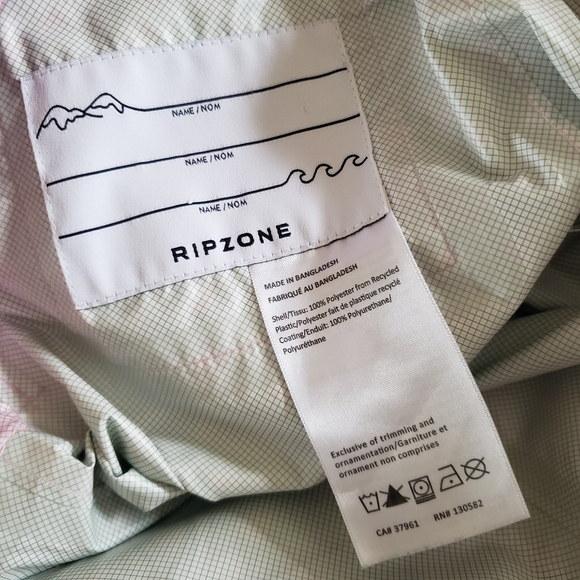 NAME / NOM
NAME / NOM
NAME / NOM
RIPZONE
MADE IN BANGLADESH
FABRIQUÉ AU BANGLADESH
Shell/Tissu: 100% Polyester from Recycled
Plastic/Polyester fait de plastique recyclé
Coating/Enduit: 100% Polyurethane/
Polyuréthane
Exclusive of trimming and
ornamentation/Garniture et
ornament non comprises
CA# 37961 RN# 130582